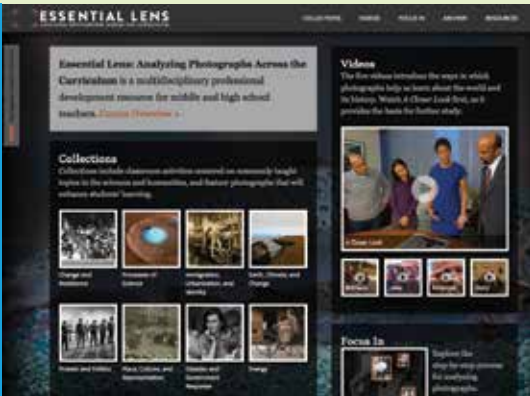 ESSENTIAL LENS
COLLECTIONS VIDEOS FOCUS IN ARCHIVE RESOURCES
Essential Lens: Analyzing Photographs Across the
Curriculum is a multidisciplinary professional
development resource for middle and high school
teachers. Course Overview »
Collections
Collections include classroom activities centered on commonly taught
topics in the sciences and humanities, and feature photographs that will
enhance students' learning.
Change and
Resistance
Processes of
Science
Immigration,
Urbanization, and
Identity
Earth, Climate, and
Change
Protest and Politics
Place, Culture, and
Representation
Disaster and
Government
Response
Energy
Videos
The five videos introduce the ways in which
photographs help us learn about the world and
its history. Watch A Closer Look first, as it
provides the basis for further study.
A Closer Look
Focus In
Explore the
step-by-step process
for analyzing
photographs.